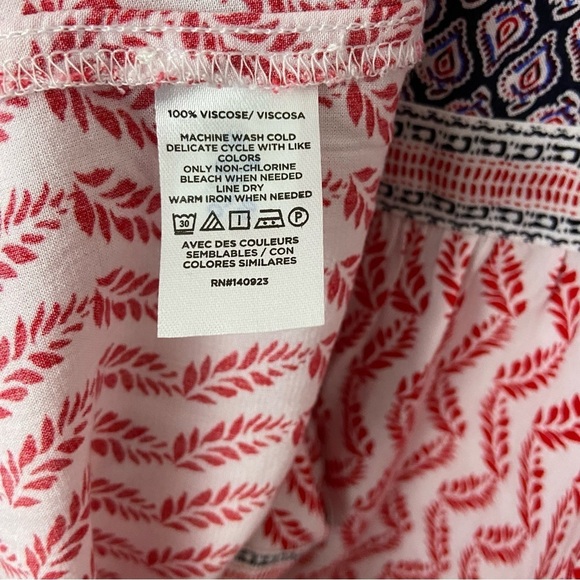 100% VISCOSE/ VISCOSA
MACHINE WASH COLD
DELICATE CYCLE WITH LIKE
COLORS
ONLY NON-CHLORINE
BLEACH WHEN NEEDED
LINE DRY
WARM IRON WHEN NEEDED
30 P
AVEC DES COULEURS
SEMBLABLES / CON
COLORES SIMILARES
RN#140923